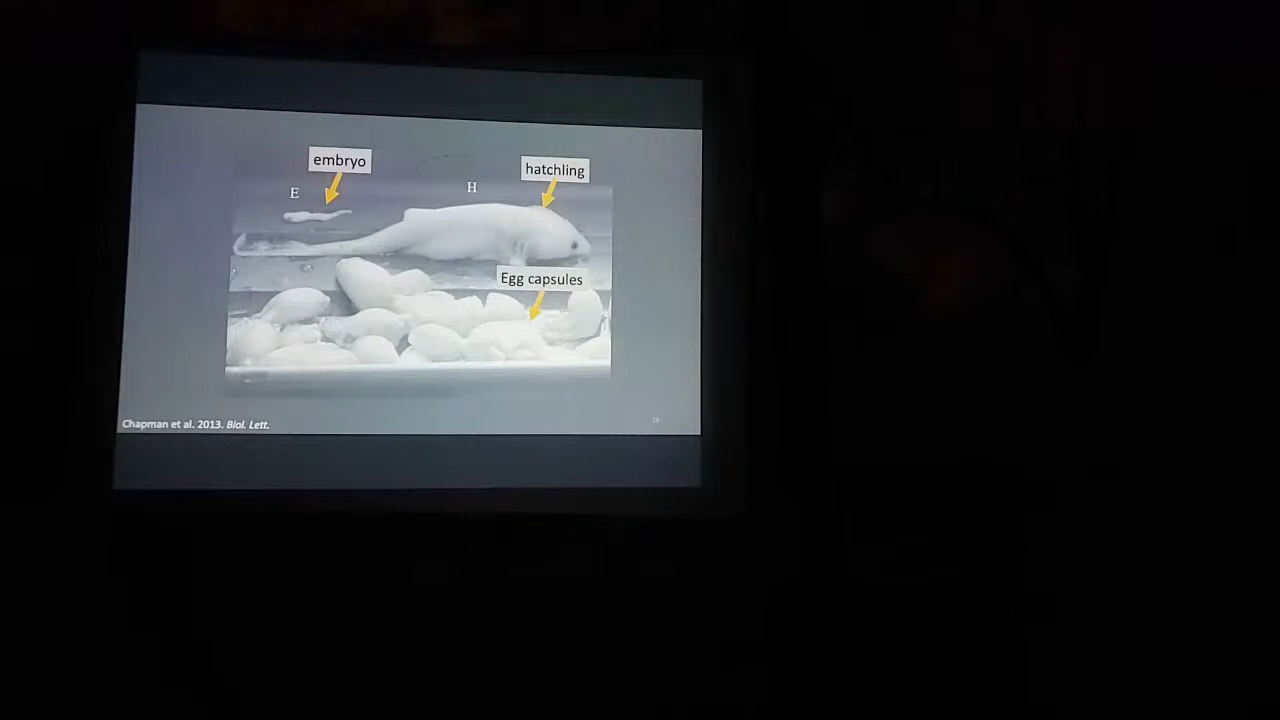 embryo
hatchling
E
H
Egg capsules
Chapman et al. 2013. Biol. Lett.